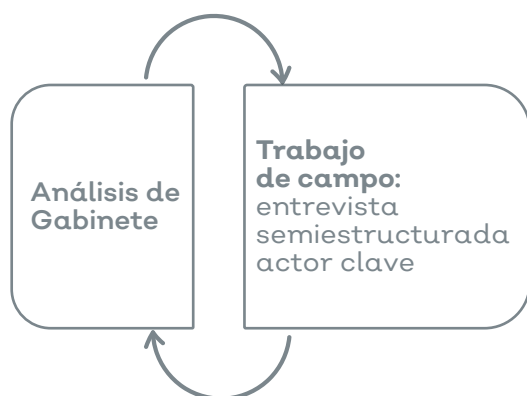 Análisis de
Gabinete
Trabajo
de campo:
entrevista
semiestructurada
actor clave